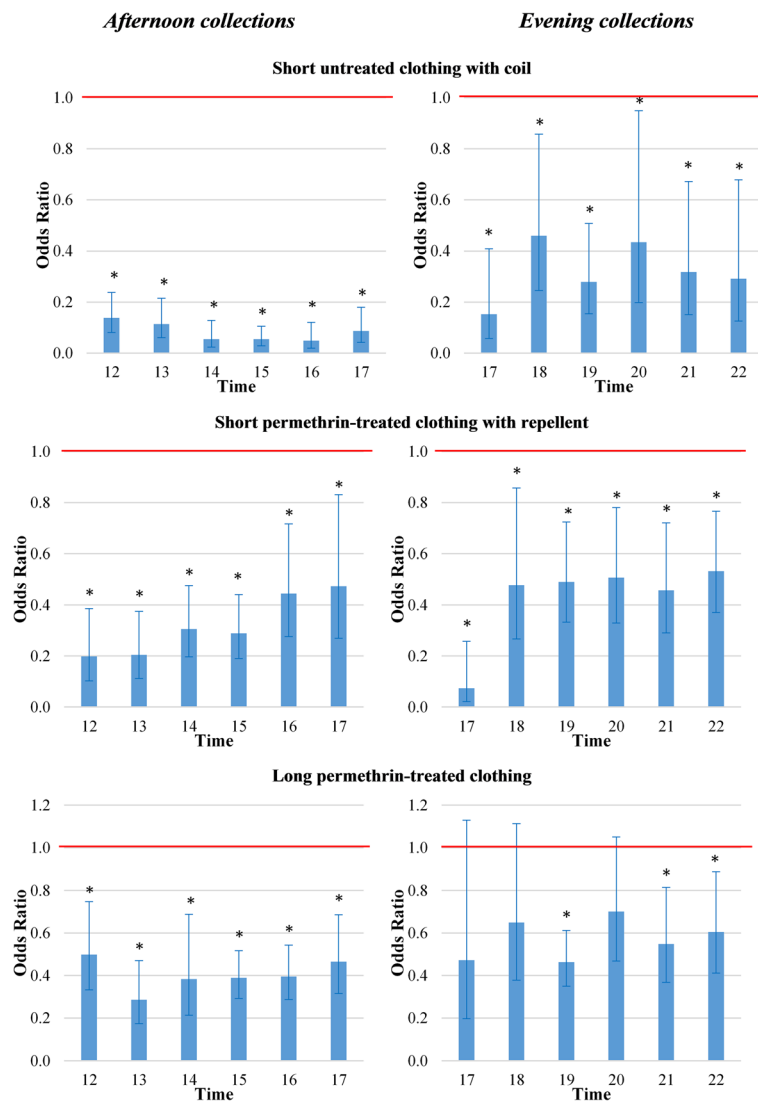 Afternoon collections Evening collections
Short untreated clothing with coil
1.0 1.0
0.8 0.8
0.6 0.6
0.4 0.4
0.2 0.2
0.0 0.0
Odds Ratio Odds Ratio
* * * * * * * * * * * *
12 13 14 15 16 17 17 18 19 20 21 22
Time Time
Short permethrin-treated clothing with repellent
1.0 1.0
0.8 0.8
0.6 0.6
0.4 0.4
0.2 0.2
0.0 0.0
Odds Ratio Odds Ratio
* * * * * * * * * * * *
12 13 14 15 16 17 17 18 19 20 21 22
Time Time
Long permethrin-treated clothing
1.2 1.2
1.0 1.0
0.8 0.8
0.6 0.6
0.4 0.4
0.2 0.2
0.0 0.0
Odds Ratio Odds Ratio
* * * * * * * * *
12 13 14 15 16 17 17 18 19 20 21 22
Time Time